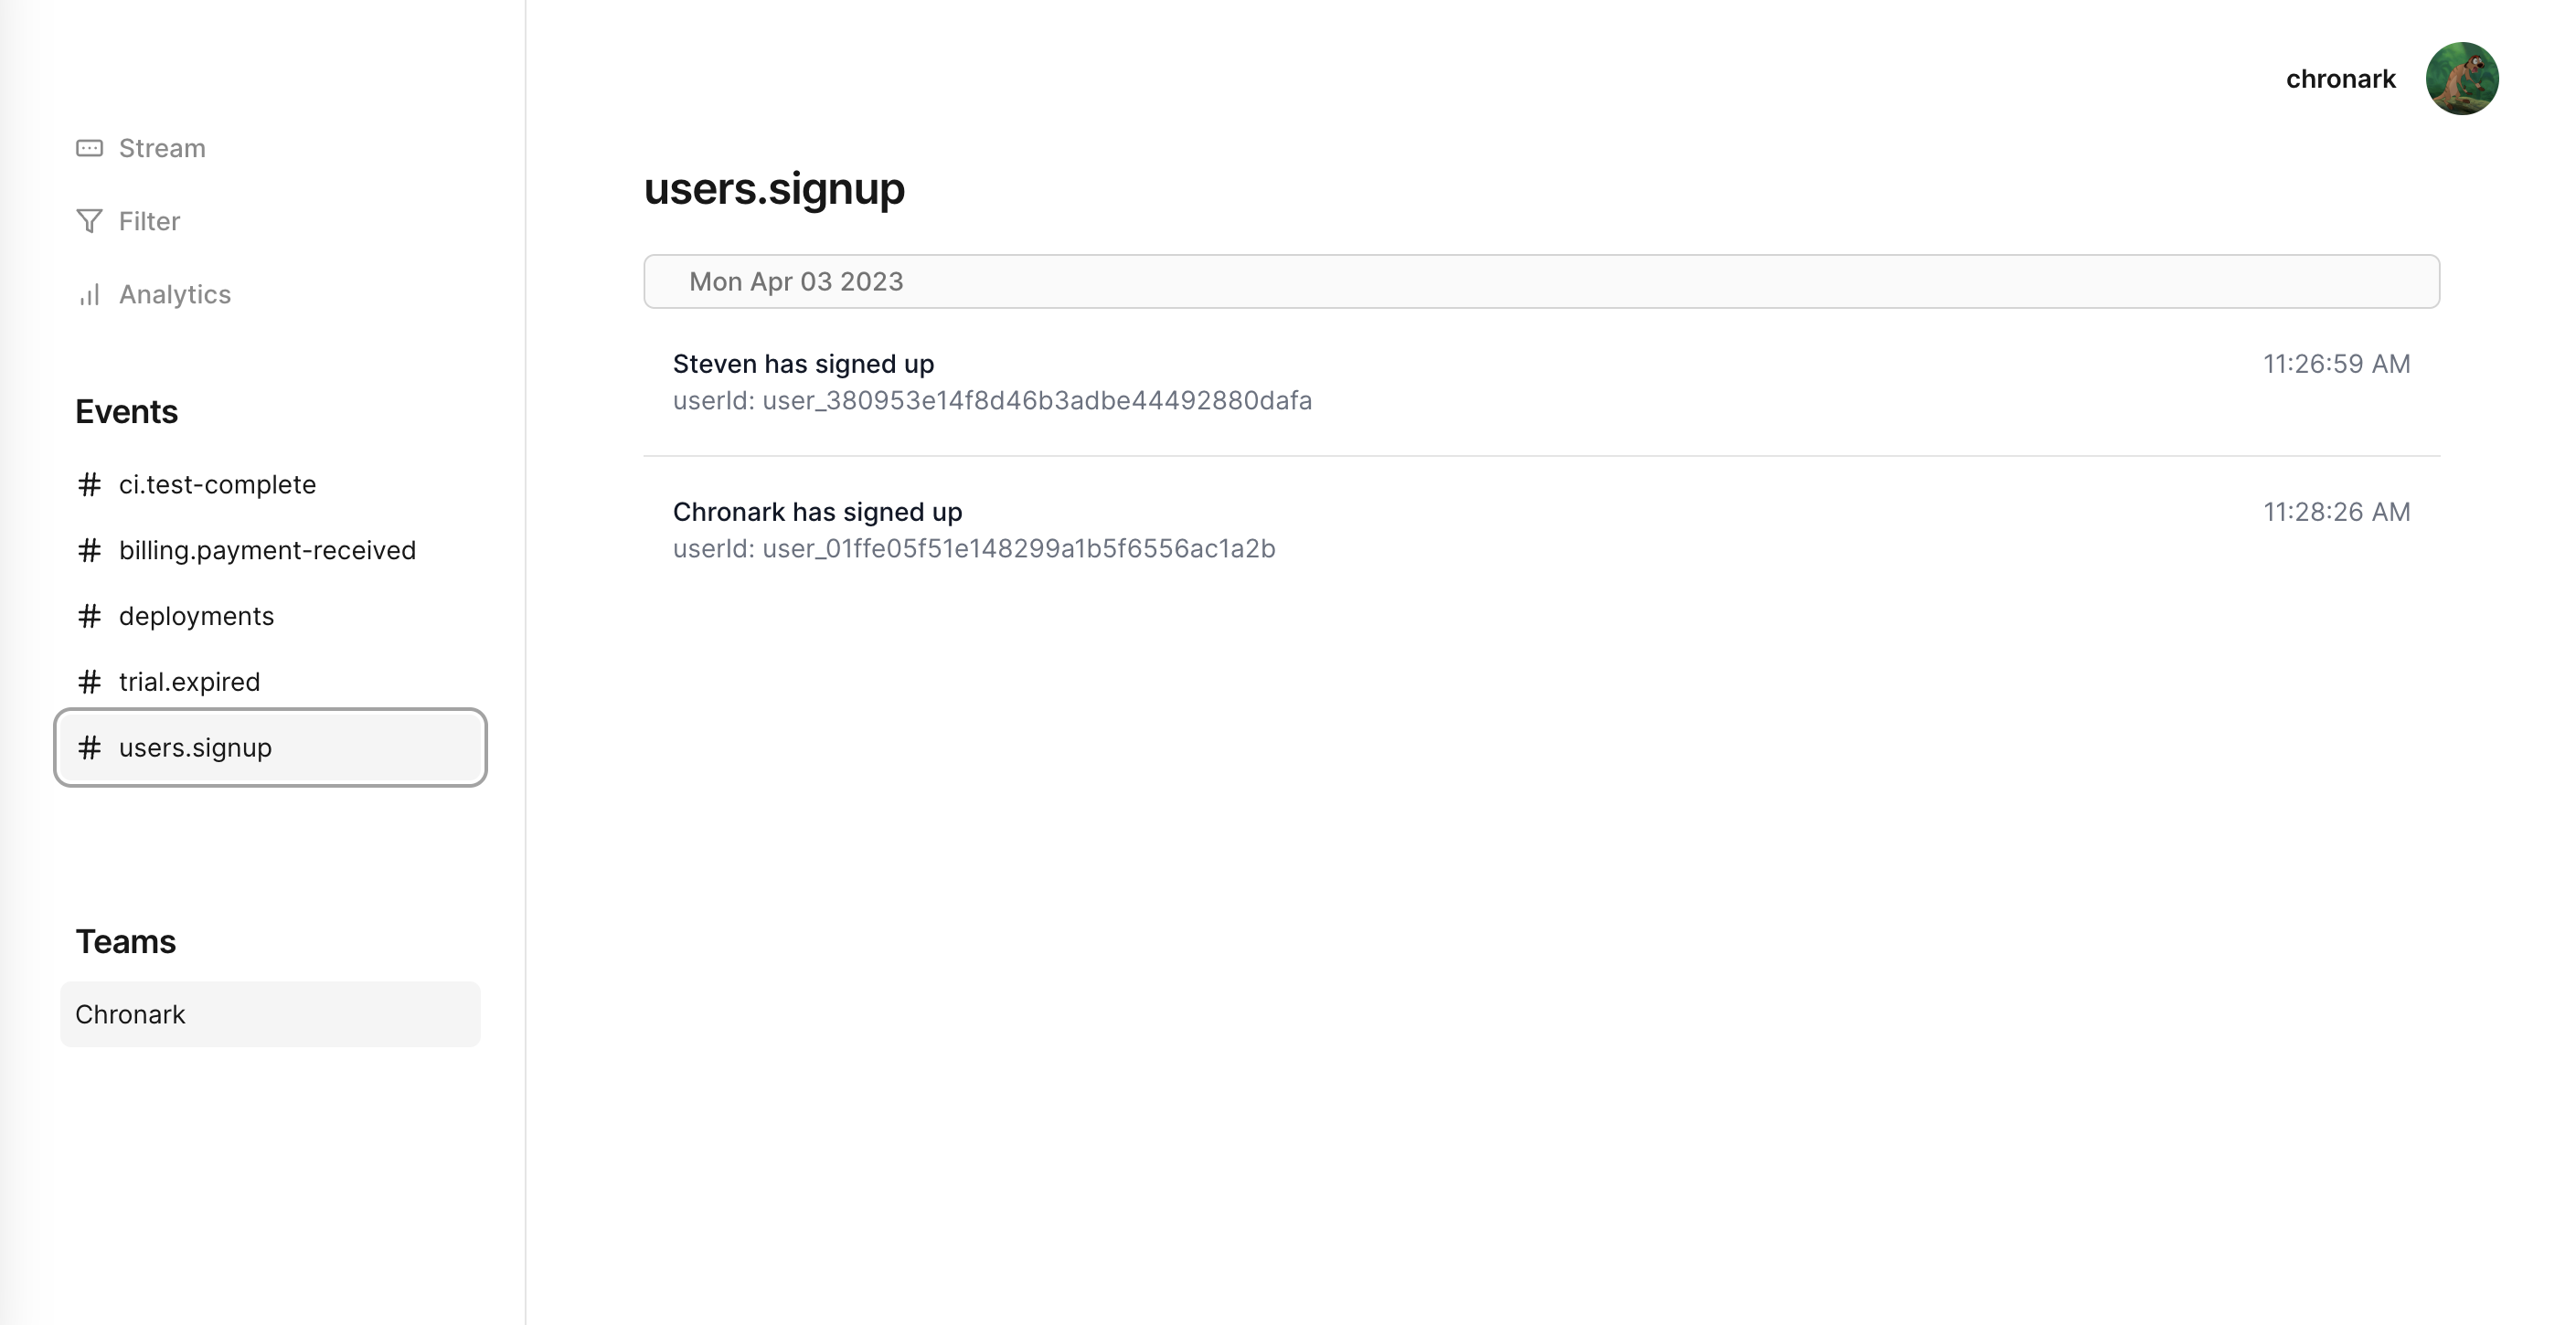 Stream
Filter
Analytics
Events
# ci.test-complete
# billing.payment-received
# deployments
# trial.expired
# users.signup
Teams
Chronark
chronark
users.signup
Mon Apr 03 2023
Steven has signed up 11:26:59 AM
userId: user_380953e14f8d46b3adbe44492880dafa
Chronark has signed up 11:28:26 AM
userId: user_01ffe05f51e148299a1b5f6556ac1a2b